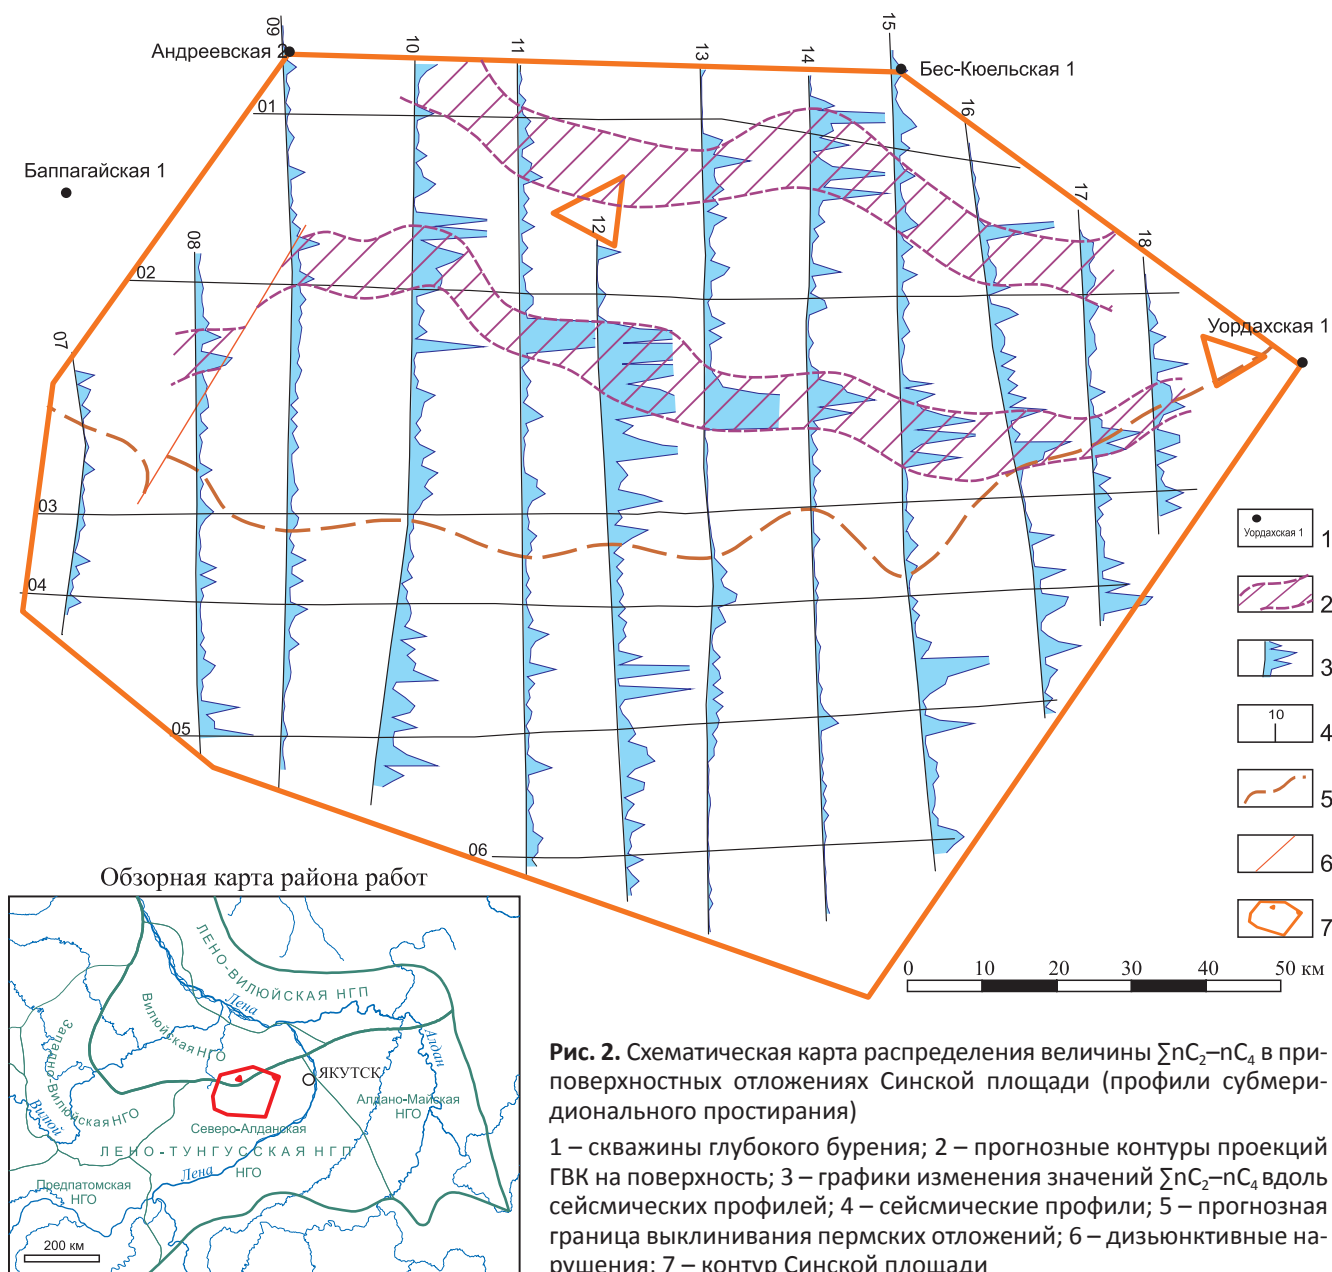 09
15
Андреевская 2
10
11
13
14
Бес-Кюельская 1
01
16
Баппагайская 1
17
12
08
18
02
07
Уордахская 1
03
Уордахская 1
1
04
2
3
10
05
4
5
06
6
7
Обзорная карта района работ
0 10 20 30 40 50 км
ЛЕНО-ВИЛЮЙСКАЯ НГП
Лена
Вилюйская НГО
Западно-Вилюйская НГО
Алдан
ЯКУТСК
Вилюй
Алдано-Майская
НГО
Северо-Алданская
ЛЕНО-ТУНГУССКАЯ НГП
НГО
Лена
Предпатомская
НГО
200 км
Рис. 2. Схематическая карта распределения величины ∑nC₂–nC₄ в при-
поверхностных отложениях Синской площади (профили субмери-
дионального простирания)
1 – скважины глубокого бурения; 2 – прогнозные контуры проекций
ГВК на поверхность; 3 – графики изменения значений ∑nC₂–nC₄ вдоль
сейсмических профилей; 4 – сейсмические профили; 5 – прогнозная
граница выклинивания пермских отложений; 6 – дизьюнктивные на-
рушения; 7 – контур Синской площади